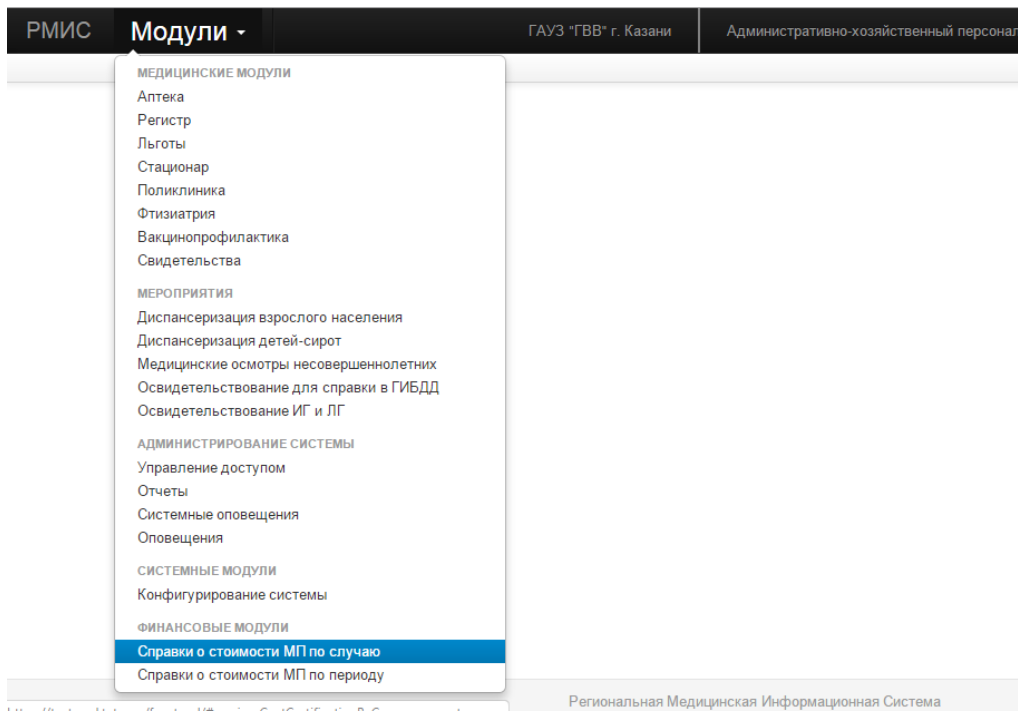 РМИС Модули ГАУЗ "ГВВ" г. Казани Административно-хозяйственный персонал
МЕДИЦИНСКИЕ МОДУЛИ
Аптека
Регистр
Льготы
Стационар
Поликлиника
Фтизиатрия
Вакцинопрофилактика
Свидетельства
МЕРОПРИЯТИЯ
Диспансеризация взрослого населения
Диспансеризация детей-сирот
Медицинские осмотры несовершеннолетних
Освидетельствование для справки в ГИБДД
Освидетельствование ИГ и ЛГ
АДМИНИСТРИРОВАНИЕ СИСТЕМЫ
Управление доступом
Отчеты
Системные оповещения
Оповещения
СИСТЕМНЫЕ МОДУЛИ
Конфигурирование системы
ФИНАНСОВЫЕ МОДУЛИ
Справки о стоимости МП по случаю
Справки о стоимости МП по периоду
Региональная Медицинская Информационная Система